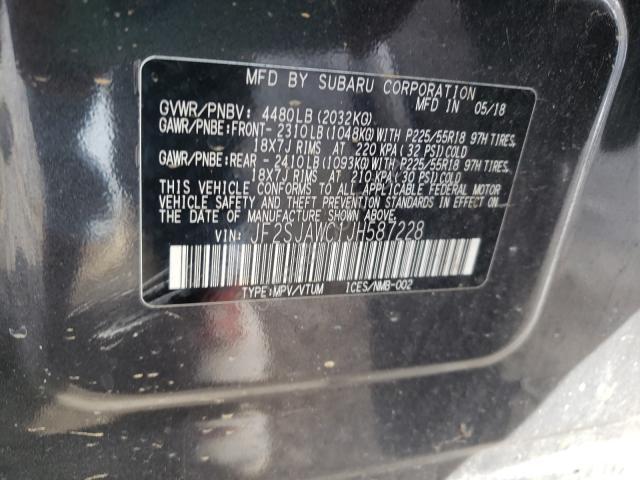 MFD BY SUBARU CORPORATION
GVWR/PNBV: 4480LB (2032KG) MFD IN 05/18
GAWR/PNBE:FRONT- 2310LB(1048KG)WITH P225/55R18 97H TIRES,
18X7J RIMS AT 220 KPA( 32 PSI)COLD
GAWR/PNBE:REAR - 2410LB(1093KG)WITH P225/55R18 97H TIRES,
18X7J RIMS AT 210 KPA( 30 PSI)COLD
THIS VEHICLE CONFORMS TO ALL APPLICABLE FEDERAL MOTOR
VEHICLE SAFETY AND THEFT PREVENTION STANDARDS IN EFFECT
ON THE DATE OF MANUFACTURE SHOWN ABOVE.
VIN: JF2SJAWC1JH587228
TYPE:MPV/VTUM ICES/NMB-002